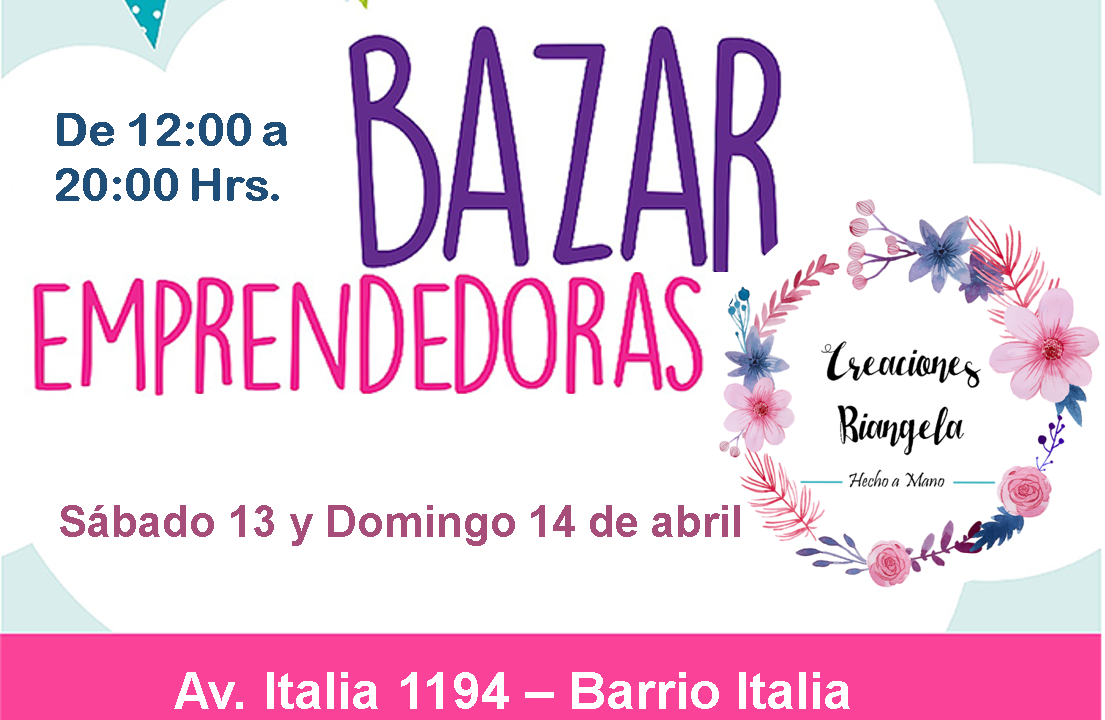 BAZAR
De 12:00 a
20:00 Hrs.
EMPRENDEDORAS
Creaciones
Biangela
Hecho a Mano
Sábado 13 y Domingo 14 de abril
Av. Italia 1194 – Barrio Italia